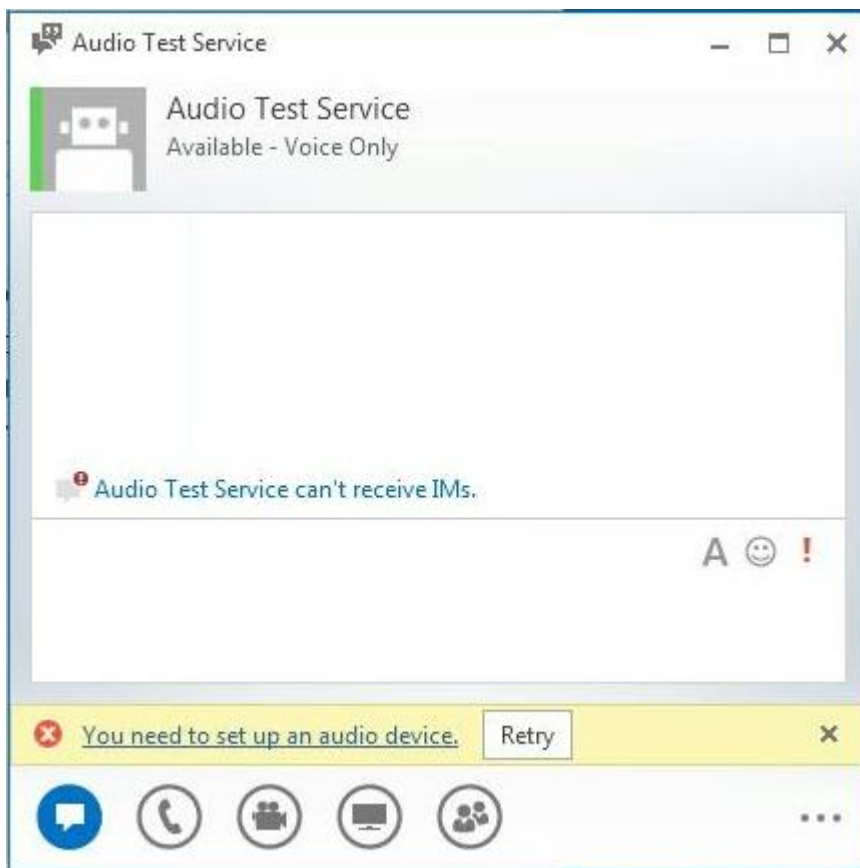 Audio Test Service
Audio Test Service
Available - Voice Only
Audio Test Service can't receive IMs.
A
!
You need to set up an audio device. Retry